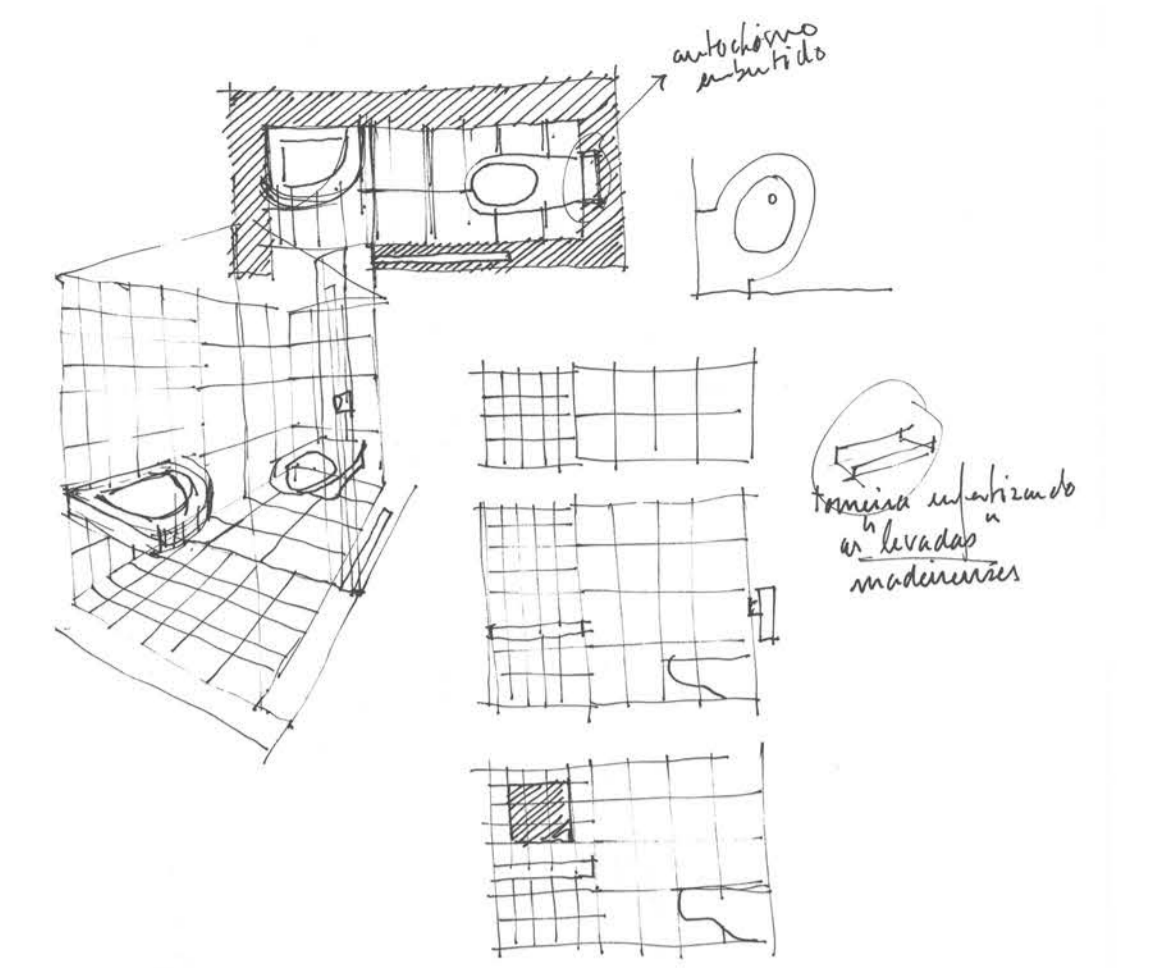 autoclismo
embutido
torneira enfatizando
as "levadas"
madeirenses